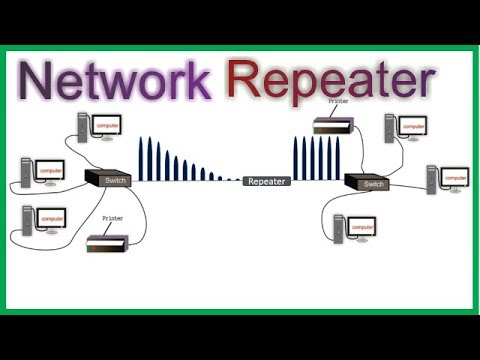 Network Repeater
Printer
computer
computer
computer
Switch
Repeater
Switch
computer
computer
Printer
computer